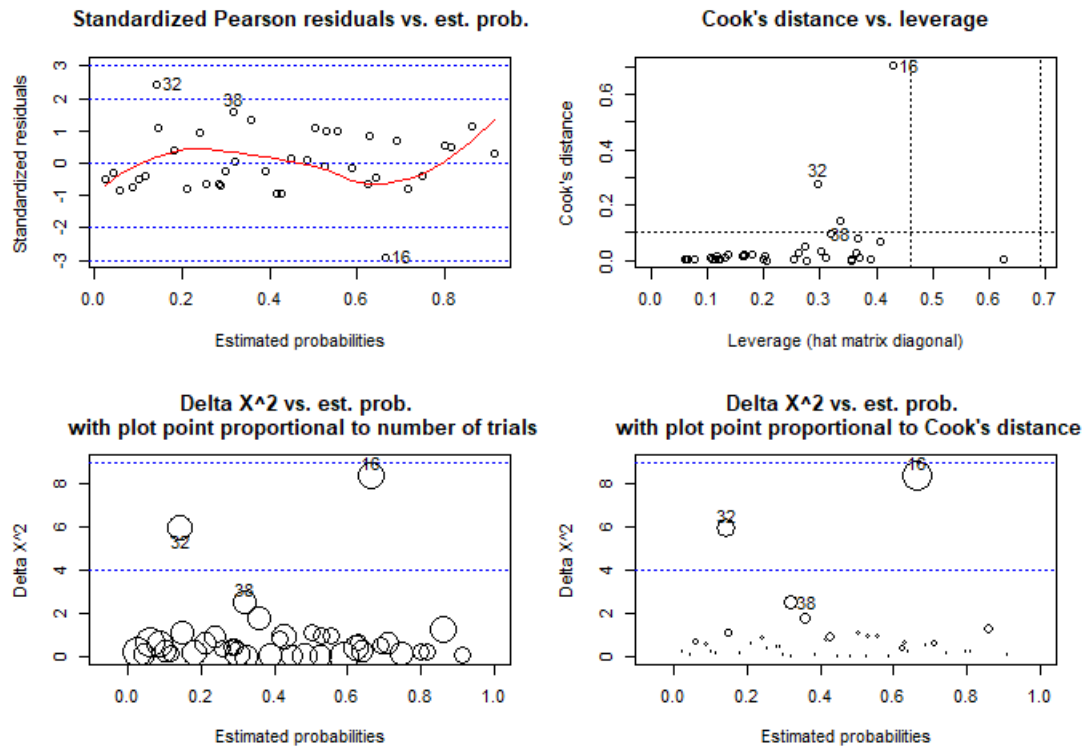 Standardized Pearson residuals vs. est. prob.
Standardized residuals
3
2
1
0
-1
-2
-3
32
38
16
0.0 0.2 0.4 0.6 0.8
Estimated probabilities
Cook's distance vs. leverage
Cook's distance
0.6
0.4
0.2
0.0
16
32
38
0.0 0.1 0.2 0.3 0.4 0.5 0.6 0.7
Leverage (hat matrix diagonal)
Delta X^2 vs. est. prob.
with plot point proportional to number of trials
Delta X^2
8
6
4
2
0
16
32
38
0.0 0.2 0.4 0.6 0.8 1.0
Estimated probabilities
Delta X^2 vs. est. prob.
with plot point proportional to Cook's distance
Delta X^2
8
6
4
2
0
16
32
38
0.0 0.2 0.4 0.6 0.8 1.0
Estimated probabilities